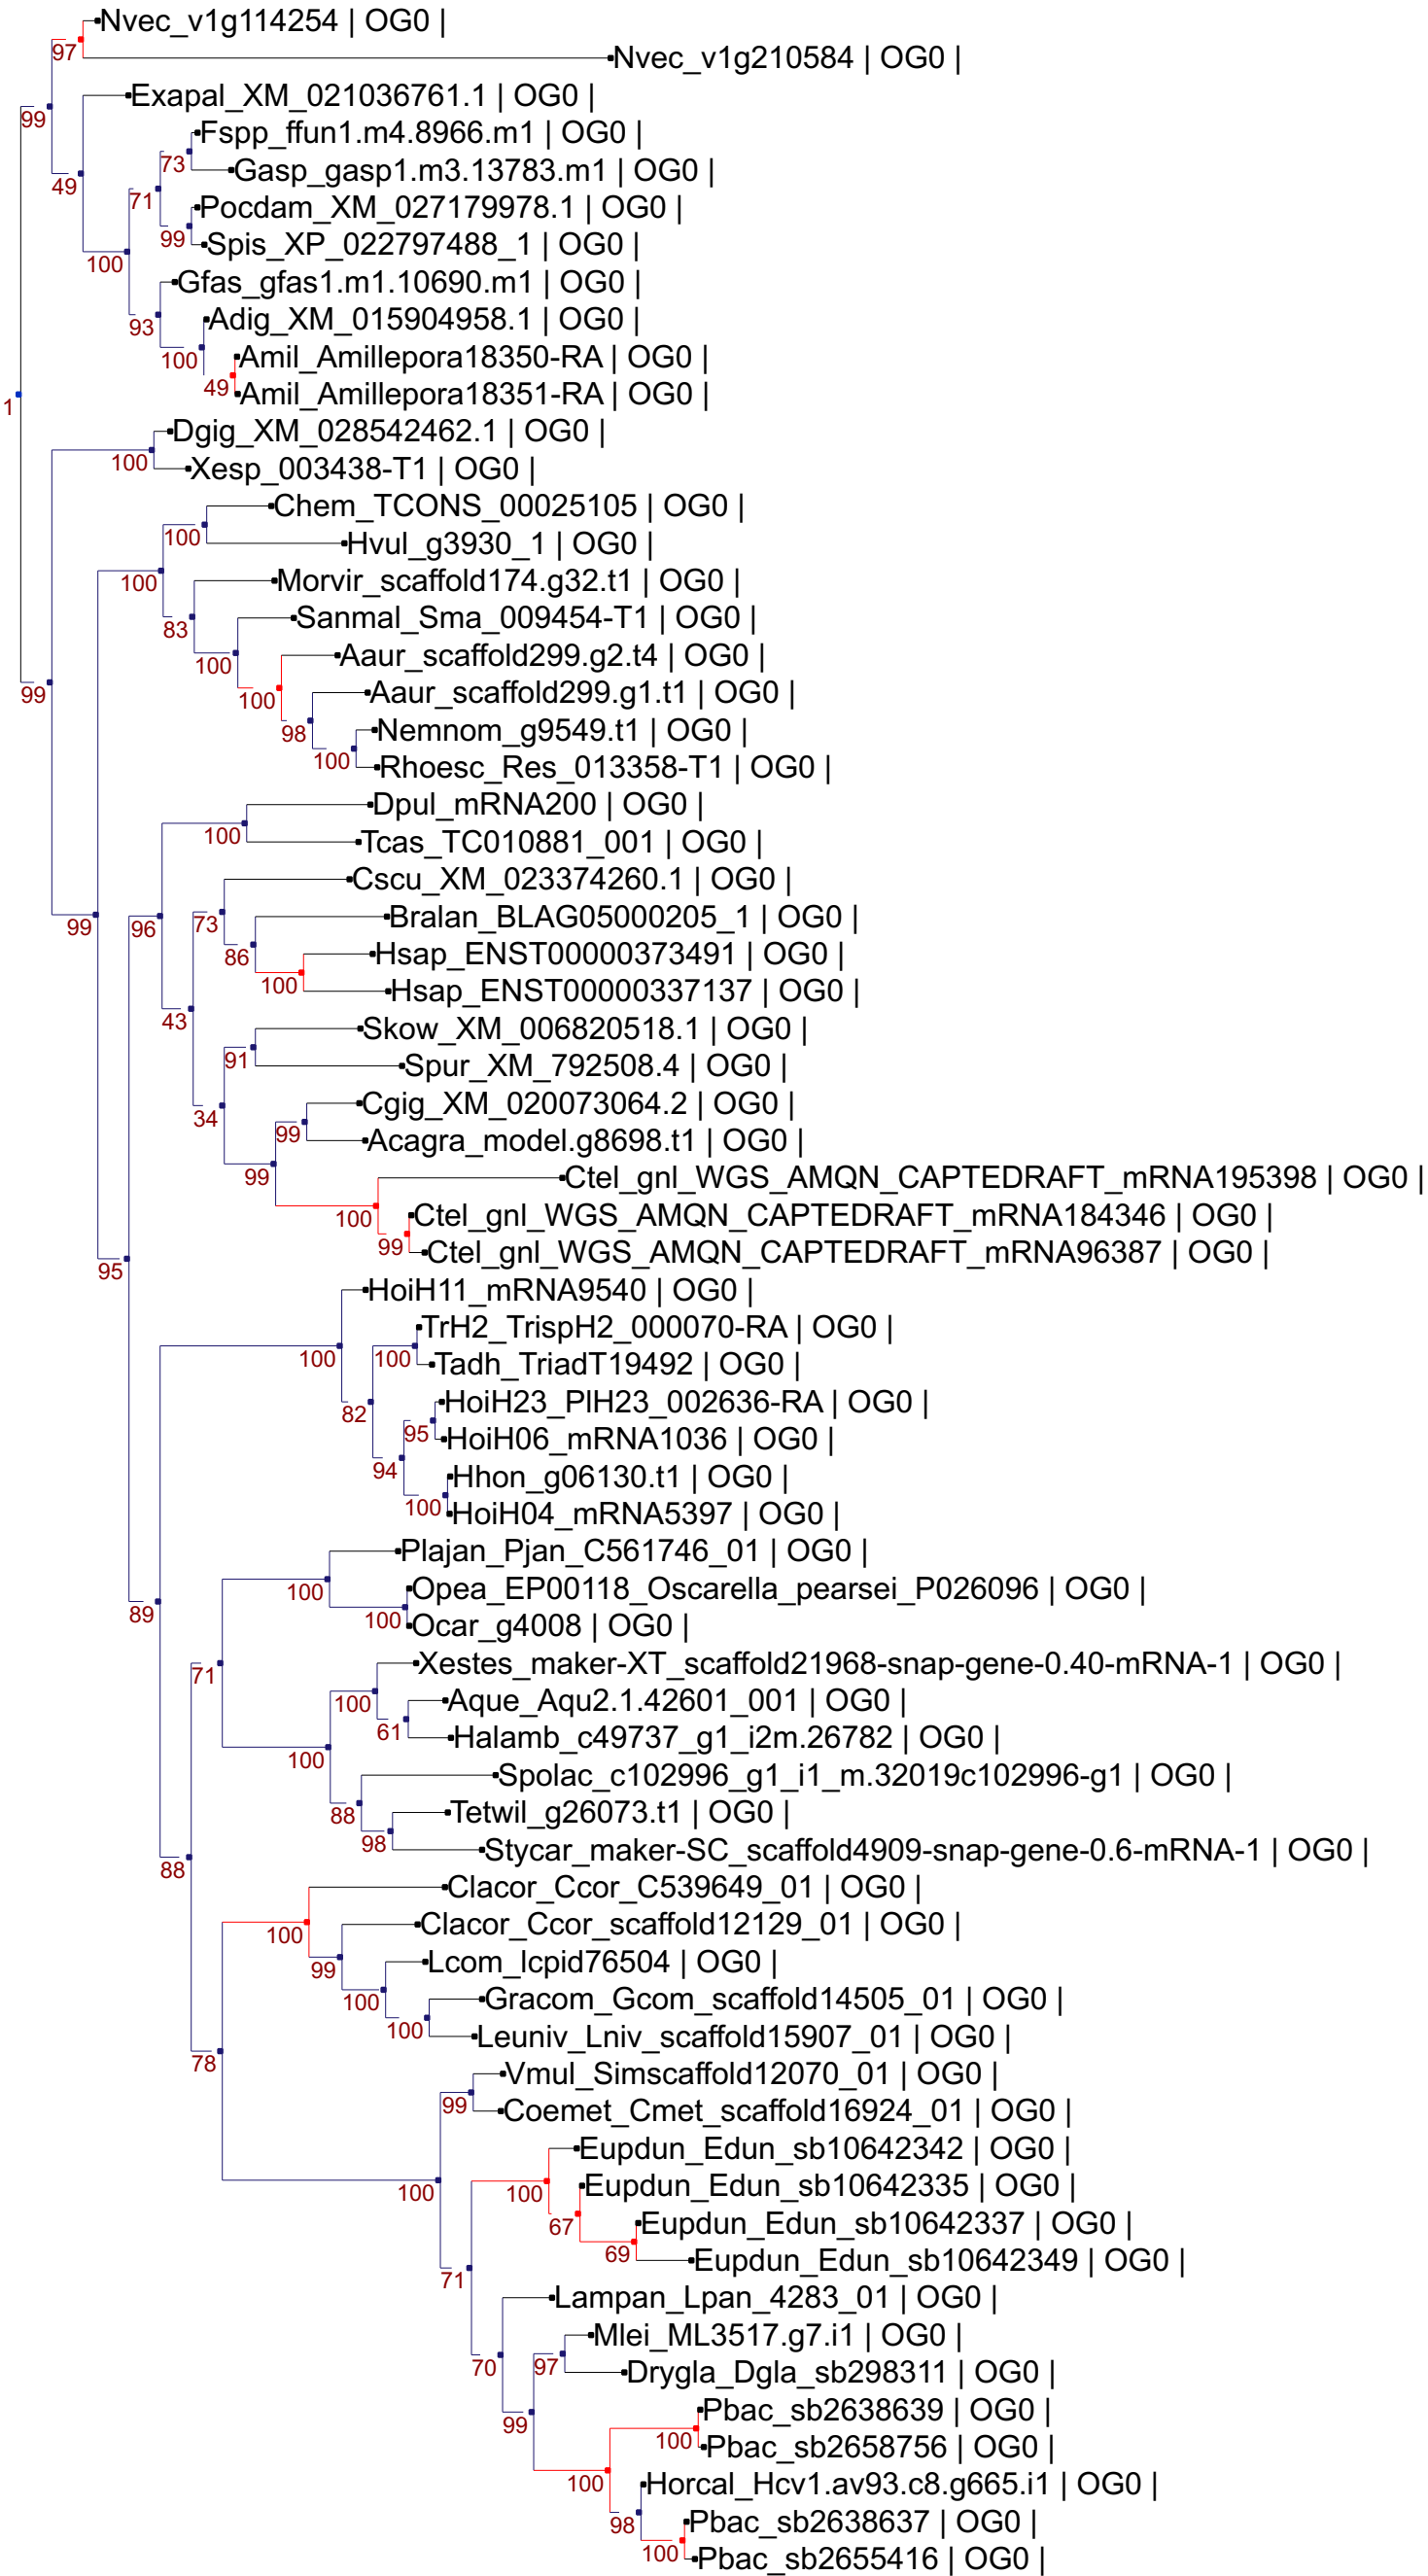 Nvec_v1g114254 | OG0 |
97
Nvec_v1g210584 | OG0 |
Exapal_XM_021036761.1 | OG0 |
99
Fspp_ffun1.m4.8966.m1 | OG0 |
73
Gasp_gasp1.m3.13783.m1 | OG0 |
49
71
Pocdam_XM_027179978.1 | OG0 |
99
Spis_XP_022797488_1 | OG0 |
100
Gfas_gfas1.m1.10690.m1 | OG0 |
93
Adig_XM_015904958.1 | OG0 |
100
Amil_Amillepora18350-RA | OG0 |
49
Amil_Amillepora18351-RA | OG0 |
1
Dgig_XM_028542462.1 | OG0 |
100
Xesp_003438-T1 | OG0 |
Chem_TCONS_00025105 | OG0 |
100
Hvul_g3930_1 | OG0 |
100
Morvir_scaffold174.g32.t1 | OG0 |
83
Sanmal_Sma_009454-T1 | OG0 |
100
Aaur_scaffold299.g2.t4 | OG0 |
99
100
Aaur_scaffold299.g1.t1 | OG0 |
98
Nemnom_g9549.t1 | OG0 |
100
Rhoesc_Res_013358-T1 | OG0 |
Dpul_mRNA200 | OG0 |
100
Tcas_TC010881_001 | OG0 |
Cscu_XM_023374260.1 | OG0 |
99
96
73
Bralan_BLAG05000205_1 | OG0 |
86
Hsap_ENST00000373491 | OG0 |
100
Hsap_ENST00000337137 | OG0 |
43
Skow_XM_006820518.1 | OG0 |
91
Spur_XM_792508.4 | OG0 |
34
Cgig_XM_020073064.2 | OG0 |
99
Acagra_model.g8698.t1 | OG0 |
99
Ctel_gnl_WGS_AMQN_CAPTEDRAFT_mRNA195398 | OG0 |
100
Ctel_gnl_WGS_AMQN_CAPTEDRAFT_mRNA184346 | OG0 |
99
Ctel_gnl_WGS_AMQN_CAPTEDRAFT_mRNA96387 | OG0 |
95
HoiH11_mRNA9540 | OG0 |
TrH2_TrispH2_000070-RA | OG0 |
100
100
Tadh_TriadT19492 | OG0 |
82
HoiH23_PlH23_002636-RA | OG0 |
95
HoiH06_mRNA1036 | OG0 |
94
Hhon_g06130.t1 | OG0 |
100
HoiH04_mRNA5397 | OG0 |
Plajan_Pjan_C561746_01 | OG0 |
100
Opea_EP00118_Oscarella_pearsei_P026096 | OG0 |
89
100
Ocar_g4008 | OG0 |
71
Xestes_maker-XT_scaffold21968-snap-gene-0.40-mRNA-1 | OG0 |
100
Aque_Aqu2.1.42601_001 | OG0 |
61
Halamb_c49737_g1_i2m.26782 | OG0 |
100
Spolac_c102996_g1_i1_m.32019c102996-g1 | OG0 |
88
Tetwil_g26073.t1 | OG0 |
98
Stycar_maker-SC_scaffold4909-snap-gene-0.6-mRNA-1 | OG0 |
88
Clacor_Ccor_C539649_01 | OG0 |
100
Clacor_Ccor_scaffold12129_01 | OG0 |
99
Lcom_lcpid76504 | OG0 |
100
Gracom_Gcom_scaffold14505_01 | OG0 |
100
Leuniv_Lniv_scaffold15907_01 | OG0 |
78
Vmul_Simscaffold12070_01 | OG0 |
99
Coemet_Cmet_scaffold16924_01 | OG0 |
Eupdun_Edun_sb10642342 | OG0 |
100
100
Eupdun_Edun_sb10642335 | OG0 |
67
Eupdun_Edun_sb10642337 | OG0 |
69
Eupdun_Edun_sb10642349 | OG0 |
71
Lampan_Lpan_4283_01 | OG0 |
Mlei_ML3517.g7.i1 | OG0 |
70
97
Drygla_Dgla_sb298311 | OG0 |
Pbac_sb2638639 | OG0 |
99
100
Pbac_sb2658756 | OG0 |
100
Horcal_Hcv1.av93.c8.g665.i1 | OG0 |
98
Pbac_sb2638637 | OG0 |
100
Pbac_sb2655416 | OG0 |